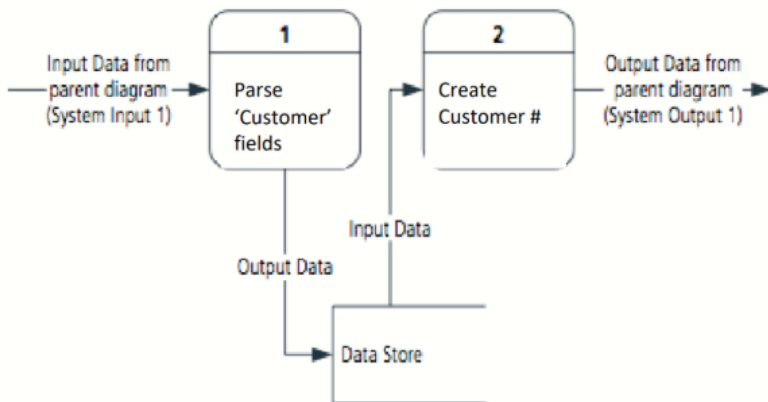 1
2
Input Data from
parent diagram
(System Input 1)
Parse
‘Customer’
fields
Create
Customer #
Output Data from
parent diagram
(System Output 1)
Input Data
Output Data
Data Store